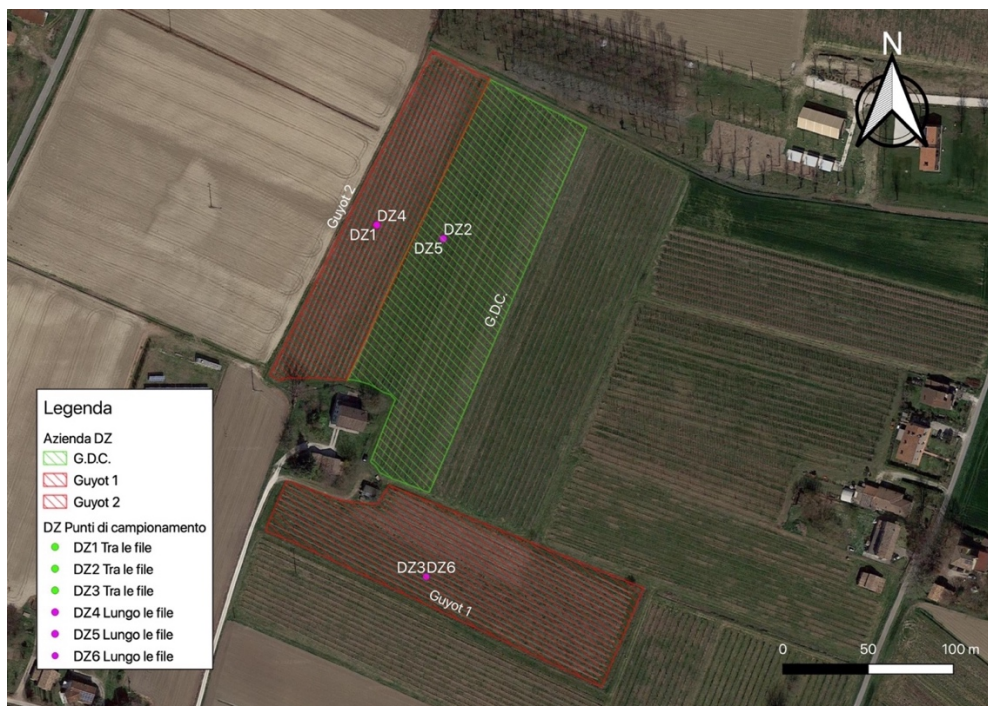 N
Guyot 2
DZ4
DZ1
DZ2
DZ5
G.D.C.
DZ3DZ6
Guyot 1
Legenda
Azienda DZ
G.D.C.
Guyot 1
Guyot 2
DZ Punti di campionamento
DZ1 Tra le file
DZ2 Tra le file
DZ3 Tra le file
DZ4 Lungo le file
DZ5 Lungo le file
DZ6 Lungo le file
0 50 100 m